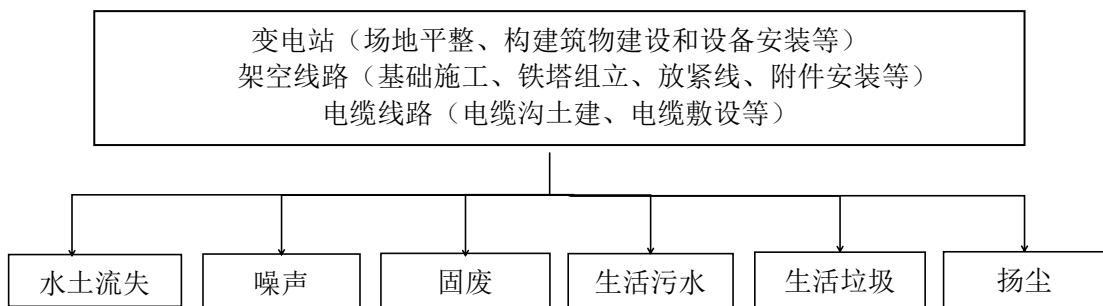 变电站（场地平整、构建筑物建设和设备安装等）
架空线路（基础施工、铁塔组立、放紧线、附件安装等）
电缆线路（电缆沟土建、电缆敷设等）
水土流失
噪声
固废
生活污水
生活垃圾
扬尘